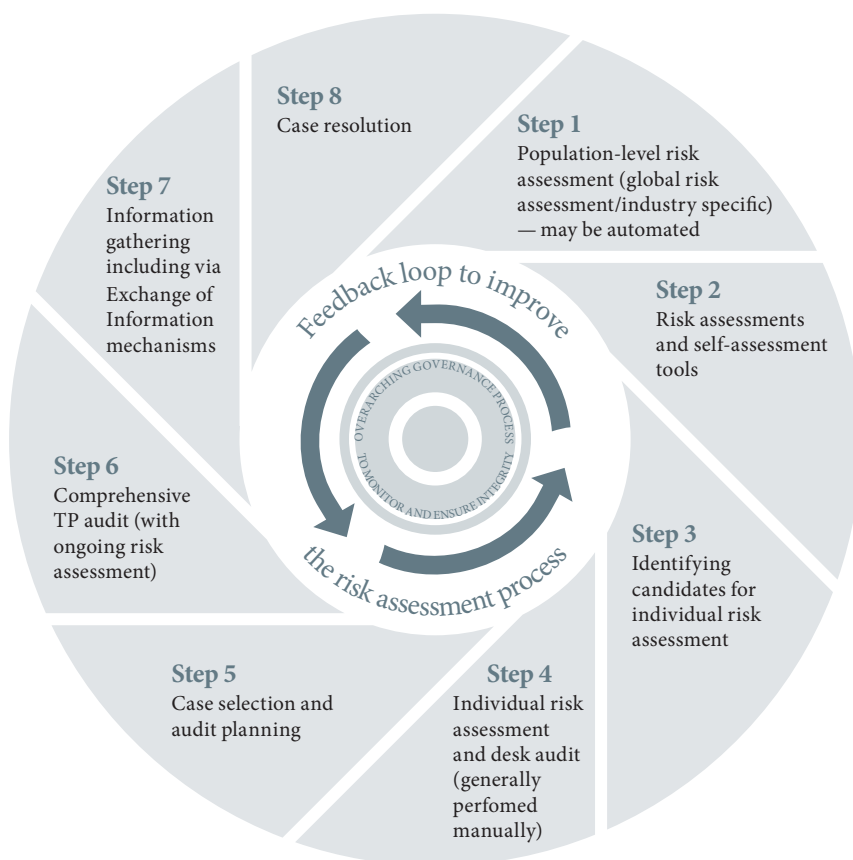 Step 1
Population-level risk
assessment (global risk
assessment/industry specific)
— may be automated
Step 2
Risk assessments
and self-assessment
tools
Step 3
Identifying
candidates for
individual risk
assessment
Step 4
Individual risk
assessment
and desk audit
(generally
perfomed
manually)
Step 5
Case selection and
audit planning
Step 6
Comprehensive
TP audit (with
ongoing risk
assessment)
Step 7
Information
gathering
including via
Exchange of
Information
mechanisms
Step 8
Case resolution
Feedback loop to improve
the risk assessment process
OVERARCHING GOVERNANCE PROCESS
TO MONITOR AND ENSURE INTEGRITY